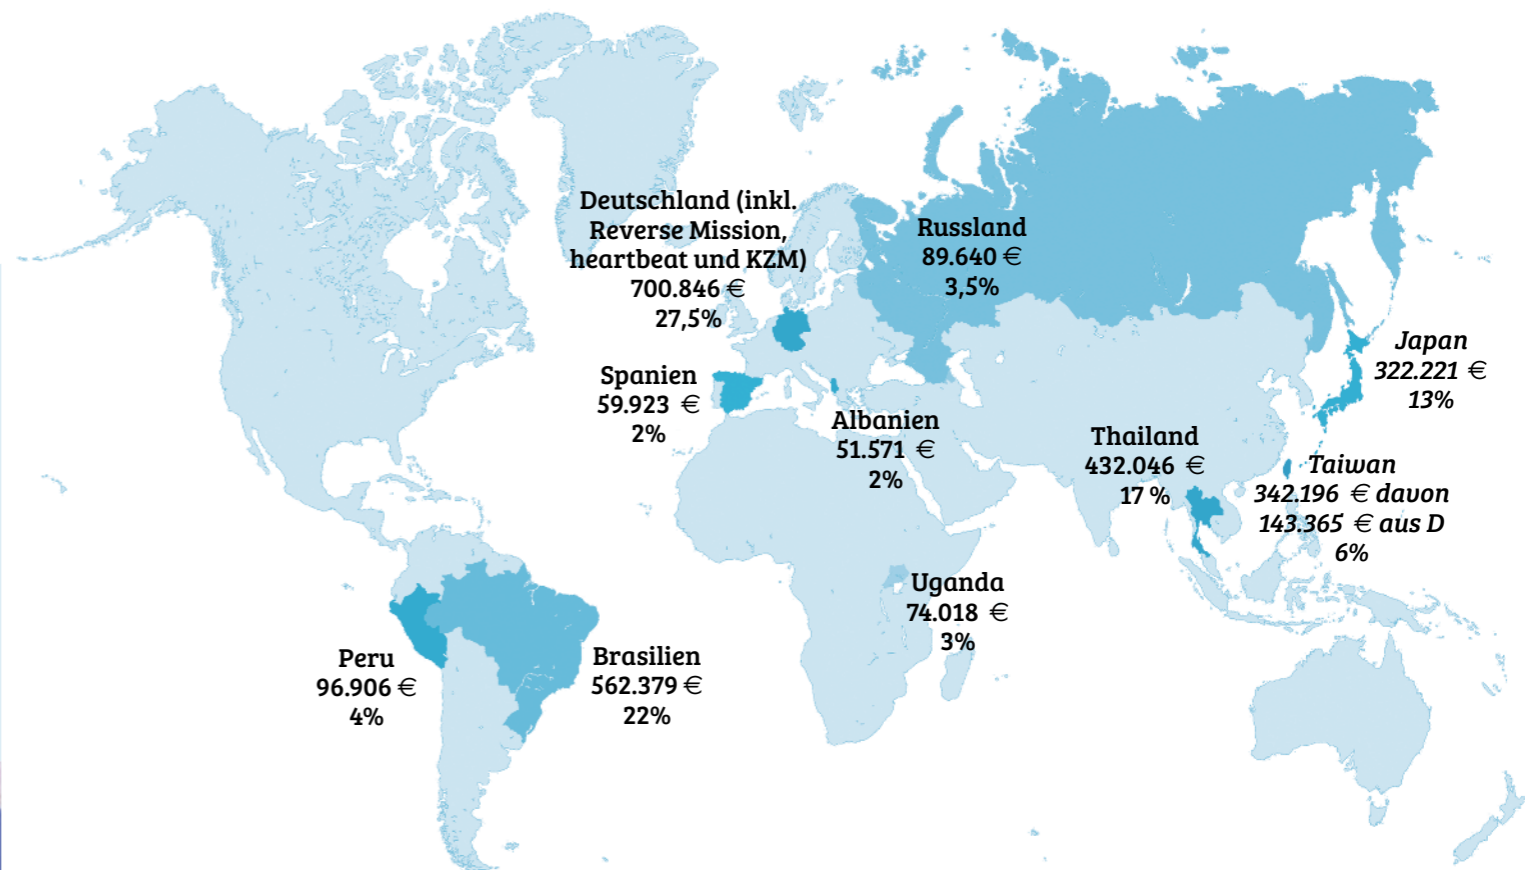 Deutschland (inkl.
Reverse Mission,
heartbeat und KZM)
700.846 €
27,5%
Russland
89.640 €
3,5%
Japan
322.221 €
13%
Spanien
59.923 €
2%
Albanien
51.571 €
2%
Thailand
432.046 €
17 %
Taiwan
342.196 € davon
143.365 € aus D
6%
Uganda
74.018 €
3%
Peru
96.906 €
4%
Brasilien
562.379 €
22%